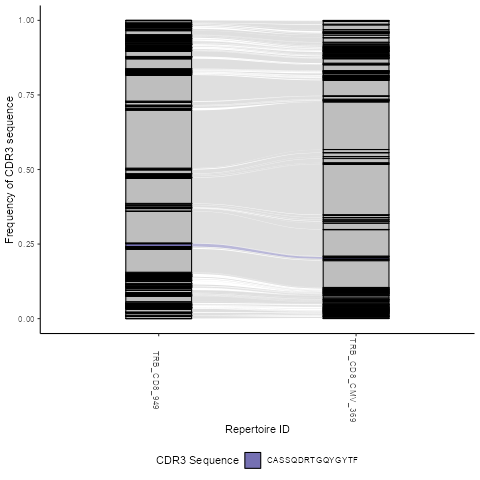 1.00
0.75
0.50
0.25
0.00
Frequency of CDR3 sequence
TRB_CD8_949
TRB_CD8_CMV_369
Repertoire ID
CDR3 Sequence
CASSQDRTGQYGYTF